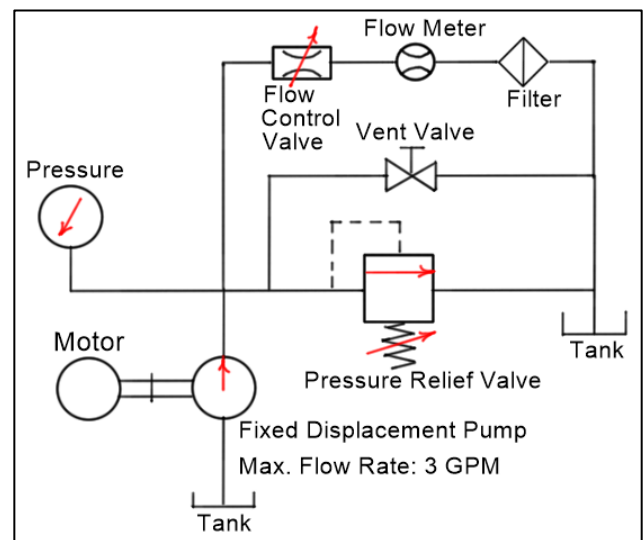 Flow Meter
Flow
Control
Valve
Filter
Vent Valve
Pressure
Tank
Motor
Pressure Relief Valve
Fixed Displacement Pump
Max. Flow Rate: 3 GPM
Tank